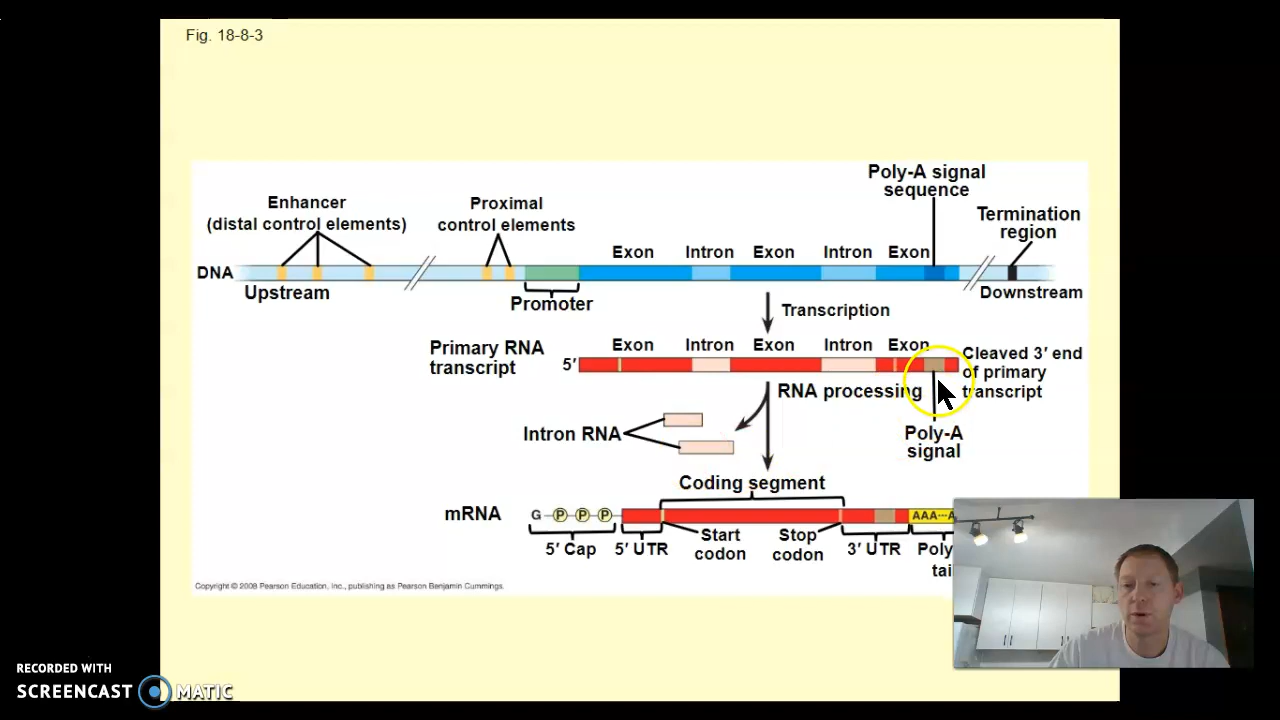 Fig. 18-8-3
Poly-A signal
sequence
Enhancer
(distal control elements)
Proximal
control elements
Termination
region
Exon Intron Exon Intron Exon
DNA
Upstream
Promoter
Downstream
Transcription
Primary RNA
transcript
5′
Exon Intron Exon Intron Exon
Cleaved 3′ end
of primary
transcript
RNA processing
Intron RNA
Poly-A
signal
Coding segment
mRNA
G P P P
AAA···A
5′ Cap
5′ UTR
Start
codon
Stop
codon
3′ UTR
Poly
tai
Copyright © 2008 Pearson Education, Inc., publishing as Pearson Benjamin Cummings.
RECORDED WITH
SCREENCAST MATIC